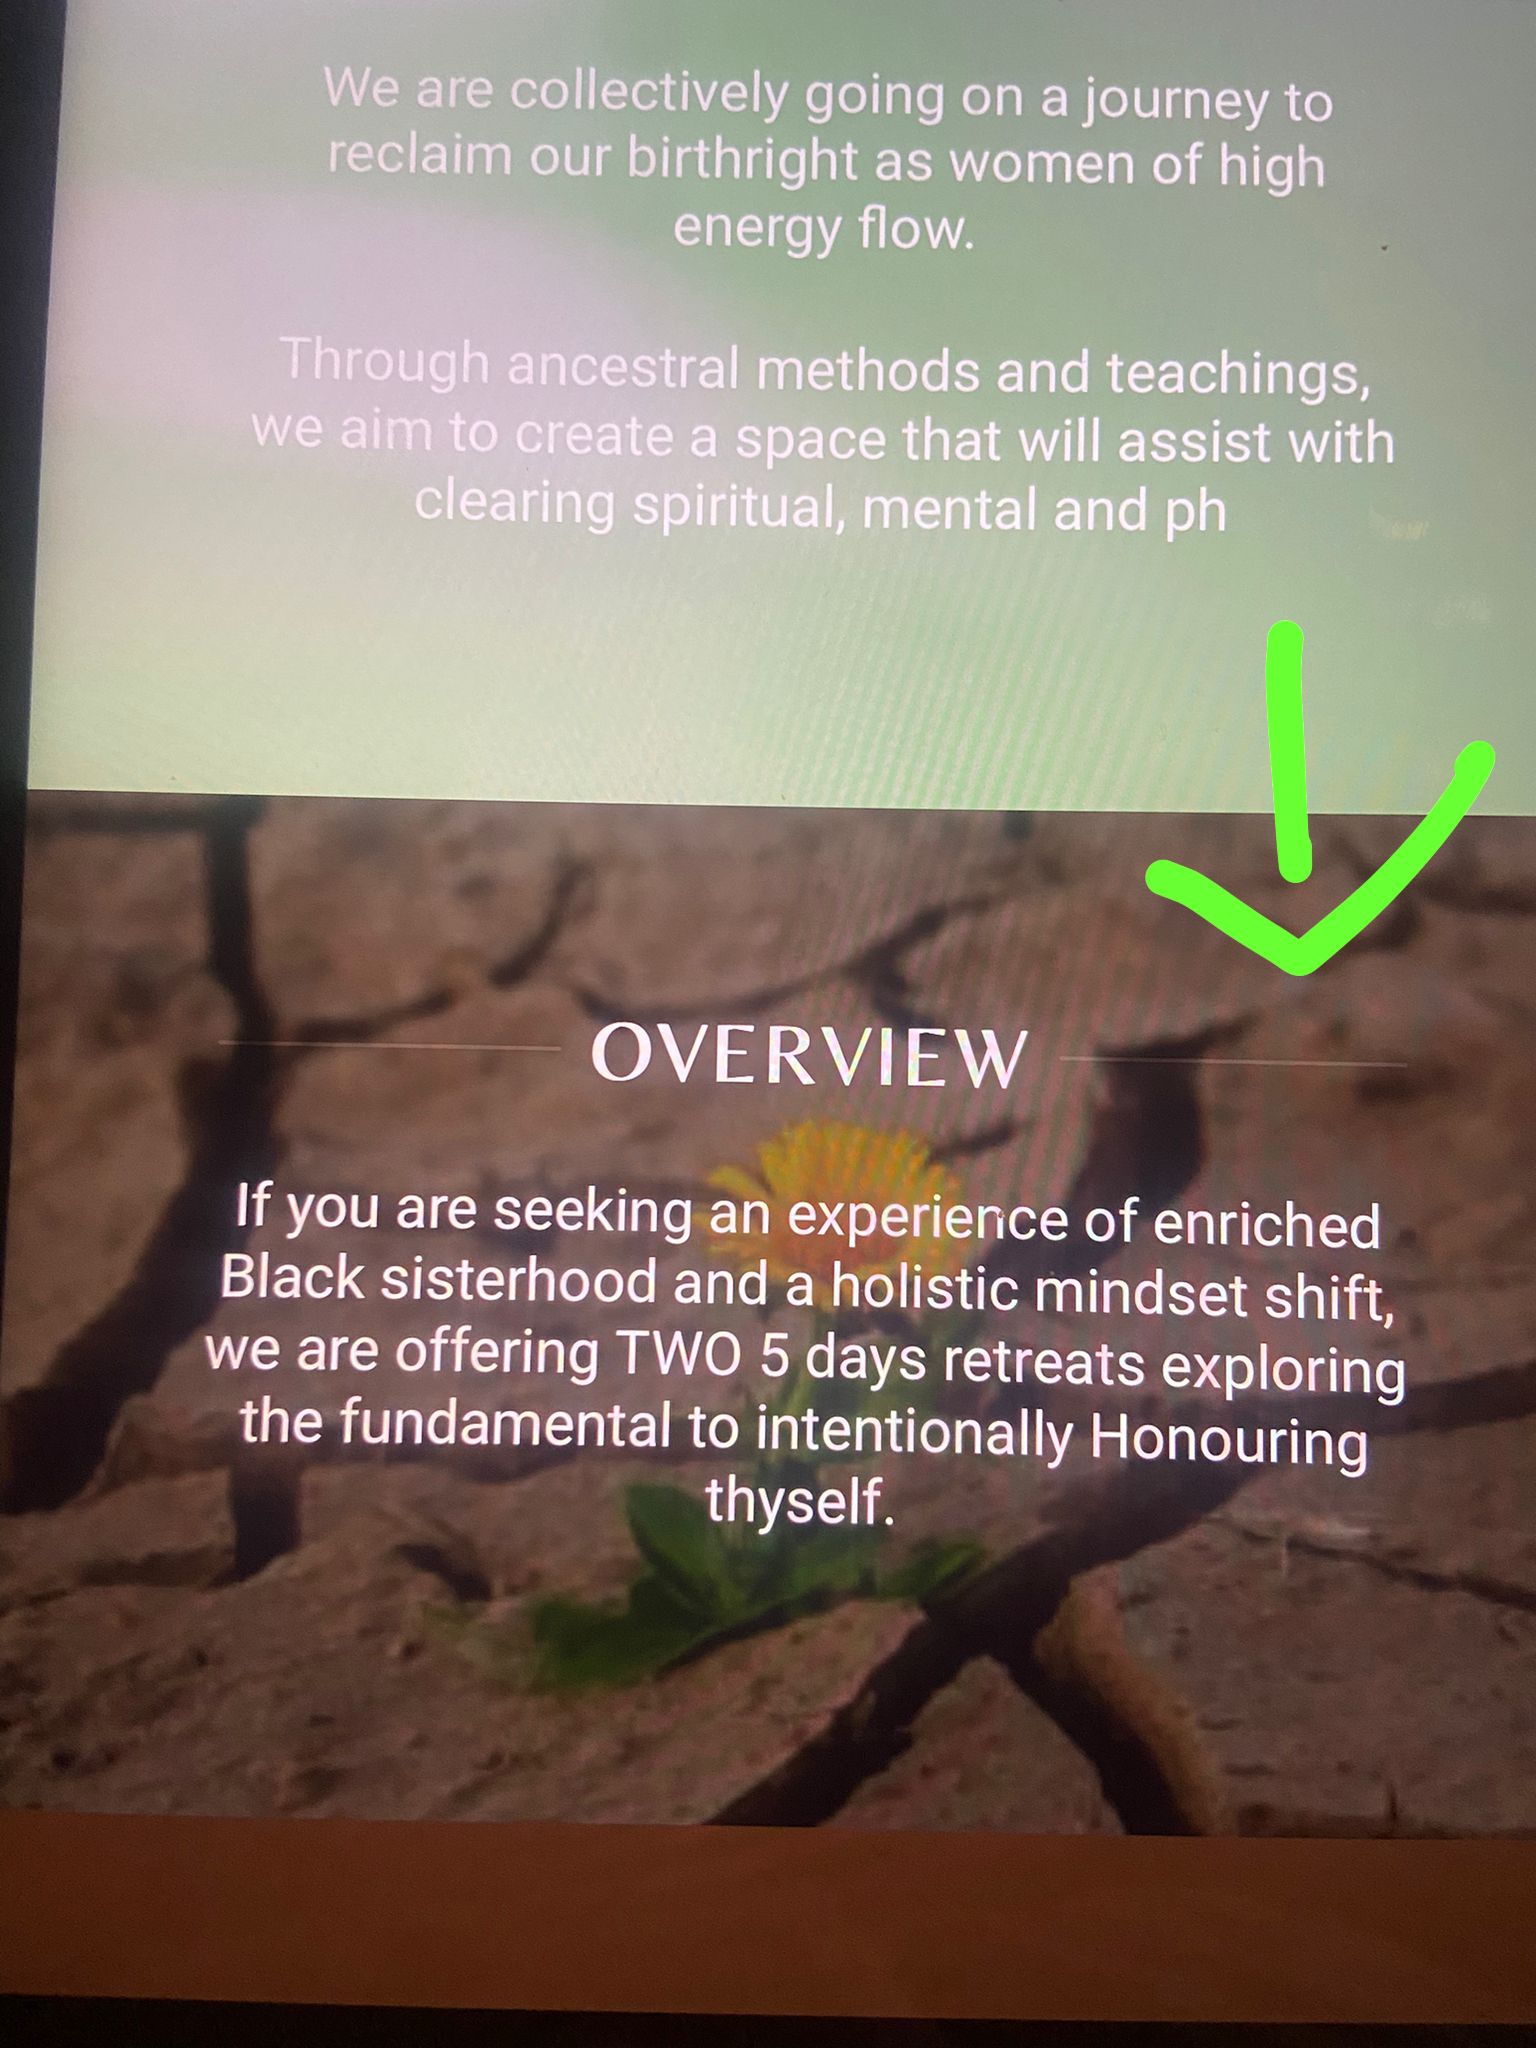 We are collectively going on a journey to
reclaim our birthright as women of high
energy flow.
Through ancestral methods and teachings,
we aim to create a space that will assist with
clearing spiritual, mental and ph
OVERVIEW
If you are seeking an experience of enriched
Black sisterhood and a holistic mindset shift,
we are offering TWO 5 days retreats exploring
the fundamental to intentionally Honouring
thyself.